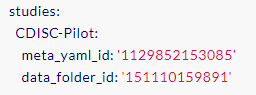 studies:
  CDISC-Pilot:
    meta_yaml_id: '1129852153085'
    data_folder_id: '151110159891'